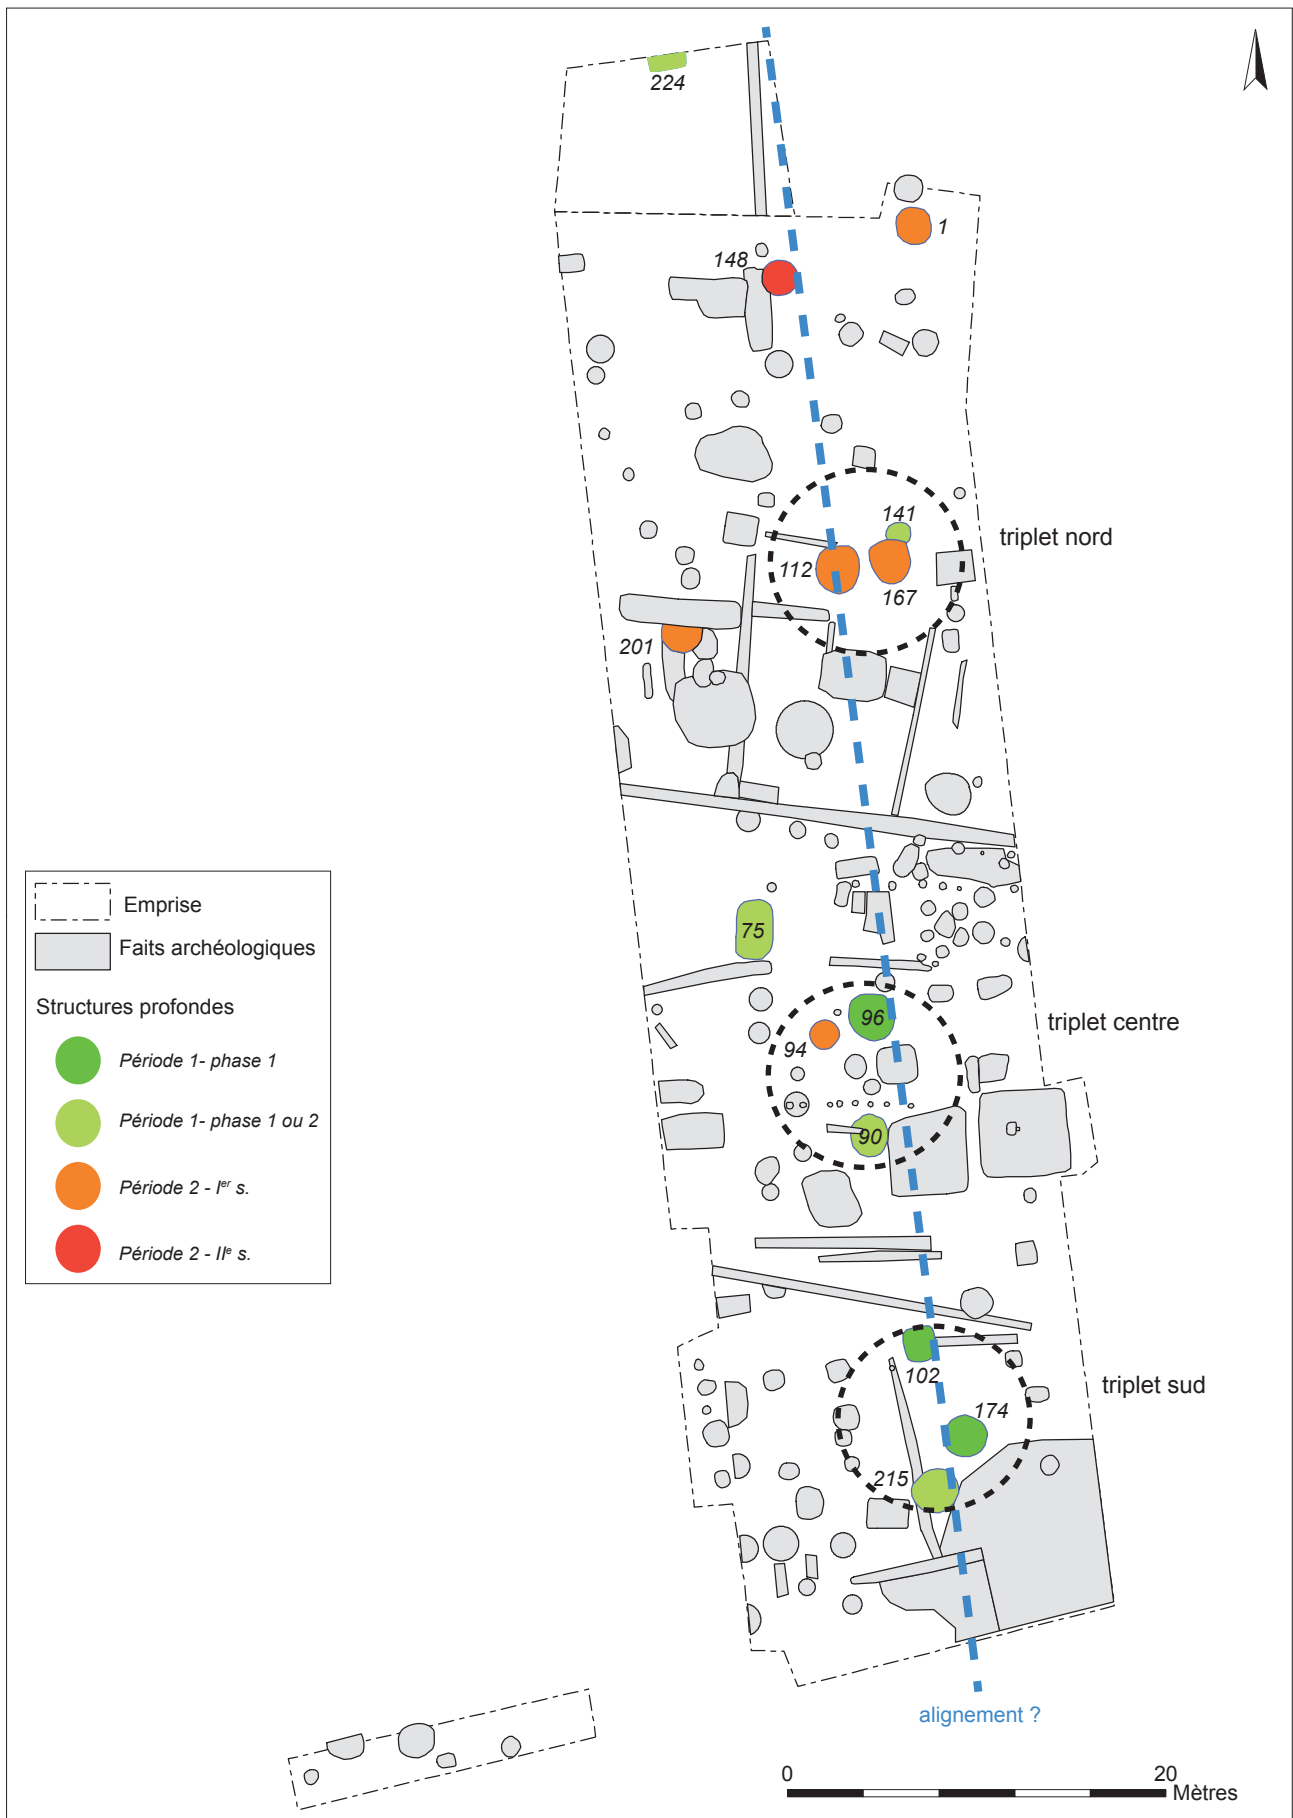 224
1
148
141
triplet nord
112
167
201
75
Emprise
Faits archéologiques
Structures profondes
96
triplet centre
94
Période 1- phase 1
Période 1- phase 1 ou 2
90
Période 2 - Ier s.
Période 2 - IIe s.
102
triplet sud
174
215
alignement ?
0 20
Mètres